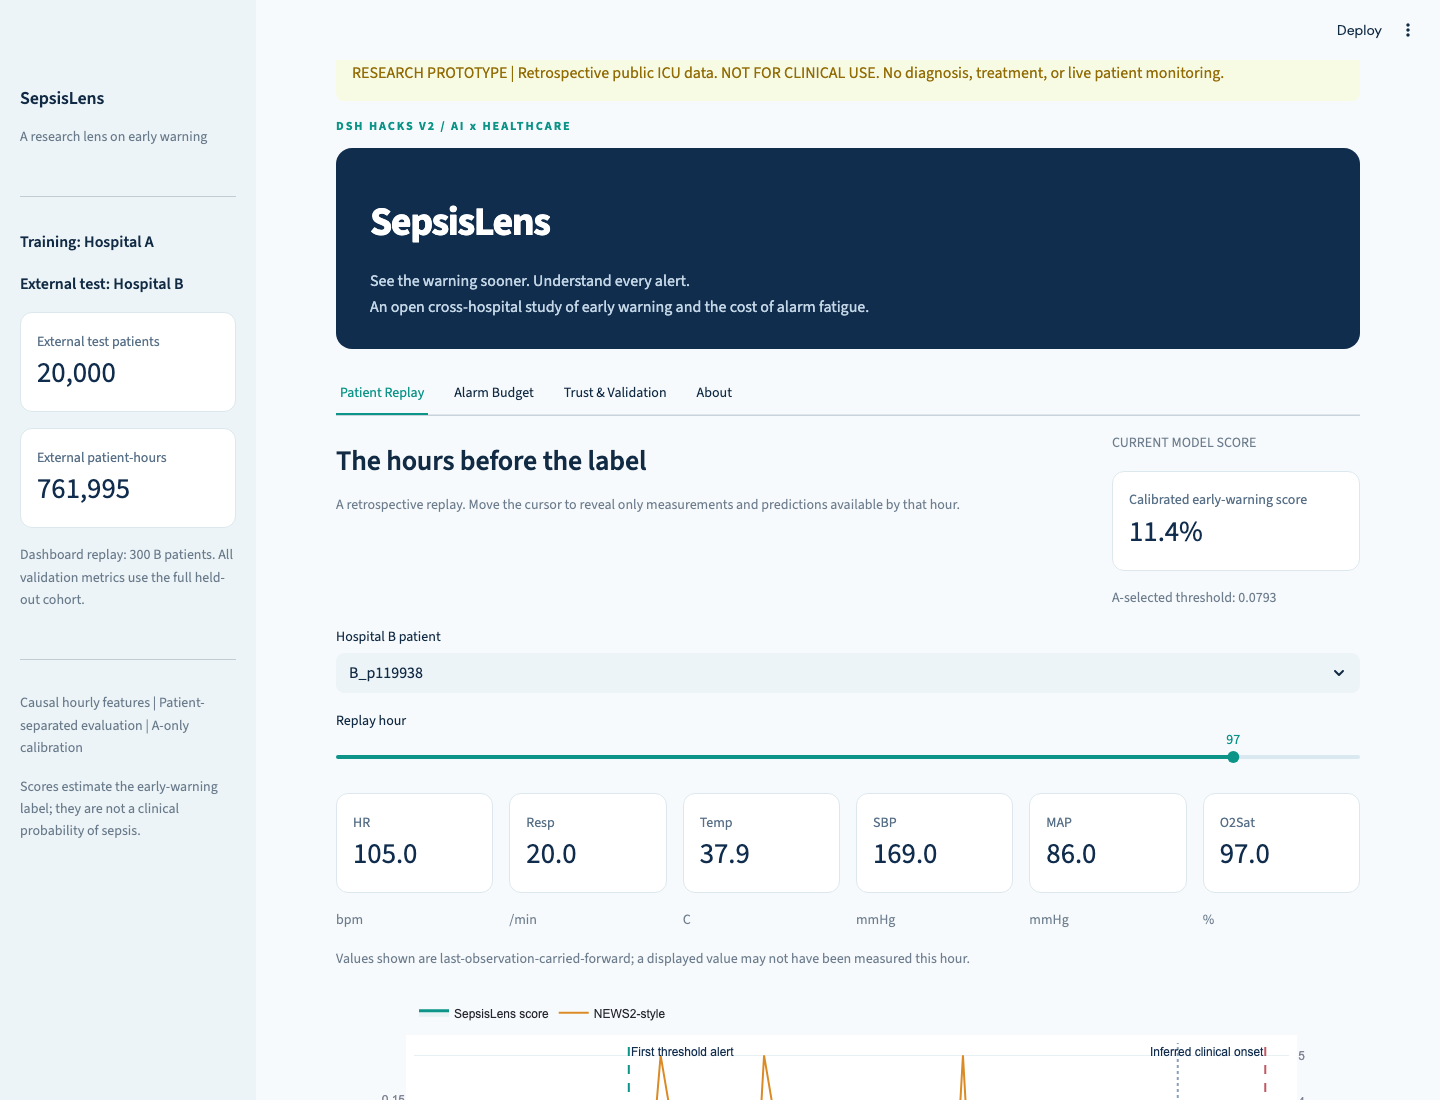 Deploy
RESEARCH PROTOTYPE | Retrospective public ICU data. NOT FOR CLINICAL USE. No diagnosis, treatment, or live patient monitoring.
SepsisLens
A research lens on early warning
Training: Hospital A
External test: Hospital B
External test patients
20,000
External patient-hours
761,995
Dashboard replay: 300 B patients. All
validation metrics use the full held-
out cohort.
Causal hourly features | Patient-
separated evaluation | A-only
calibration
Scores estimate the early-warning
label; they are not a clinical
probability of sepsis.
DSH HACKS V2 / AI x HEALTHCARE
SepsisLens
See the warning sooner. Understand every alert.
An open cross-hospital study of early warning and the cost of alarm fatigue.
Patient Replay Alarm Budget Trust & Validation About
The hours before the label
A retrospective replay. Move the cursor to reveal only measurements and predictions available by that hour.
CURRENT MODEL SCORE
Calibrated early-warning score
11.4%
A-selected threshold: 0.0793
Hospital B patient
B_p119938
Replay hour
97
HR Resp Temp SBP MAP O2Sat
105.0 20.0 37.9 169.0 86.0 97.0
bpm /min C mmHg mmHg %
Values shown are last-observation-carried-forward; a displayed value may not have been measured this hour.
SepsisLens score NEWS2-style
First threshold alert Inferred clinical onset 5
0.15